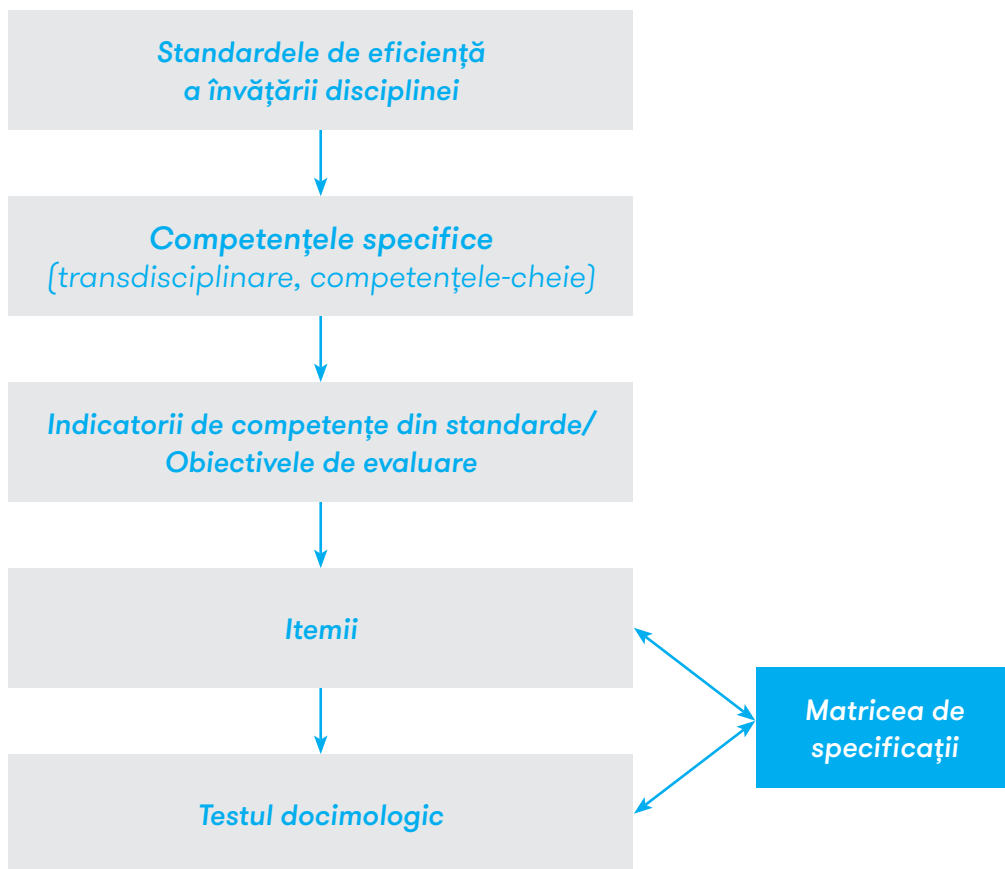 Standardele de eficiență
a învățării disciplinei
Competențele specifice
(transdisciplinare, competențele-cheie)
Indicatorii de competențe din standarde/
Obiectivele de evaluare
Itemii
Matricea de
specificații
Testul docimologic